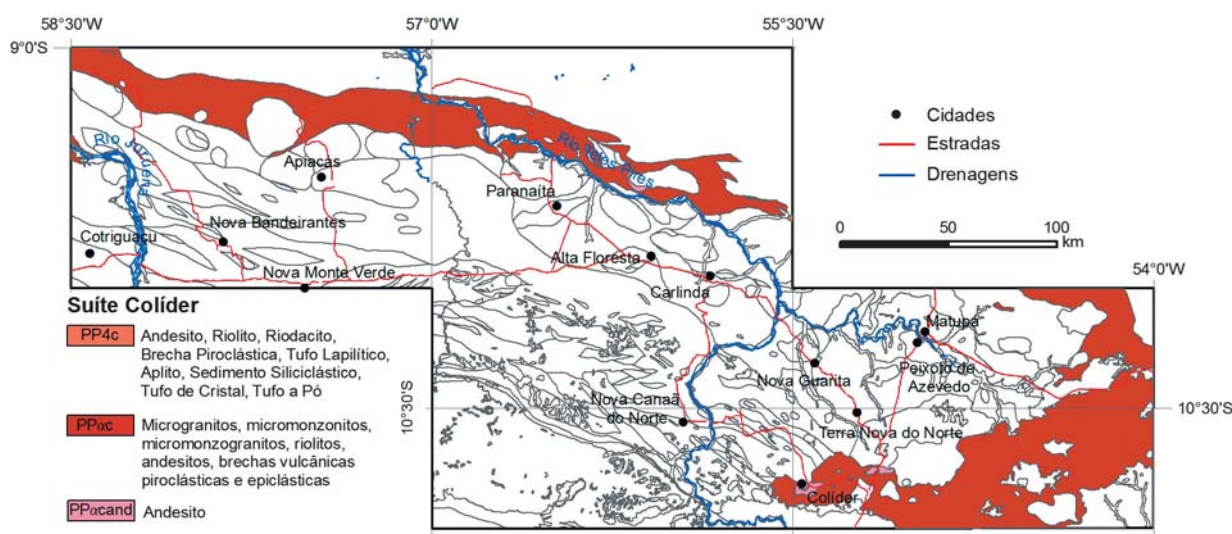 58°30'W
57°0'W
55°30'W
9°0'S
Rio Juruena
Apiacás
Rio Teles Pires
Paranaíta
Nova Bandeirantes
Cotriguaçu
Nova Monte Verde
Alta Floresta
Carlinda
Cidades
Estradas
Drenagens
0 50 100
km
54°0'W
Matupá
Peixoto de
Azevedo
Nova Guarita
Nova Canaã
do Norte
Terra Nova do Norte
Colíder
10°30'S
10°30'S
Suíte Colíder
PP4c Andesito, Riolito, Riodacito,
Brecha Piroclástica, Tufo Lapilítico,
Aplito, Sedimento Siliciclástico,
Tufo de Cristal, Tufo a Pó
PPαc Microgranitos, micromonzonitos,
micromonzogranitos, riolitos,
andesitos, brechas vulcânicas
piroclásticas e epiclásticas
PPαcand Andesito